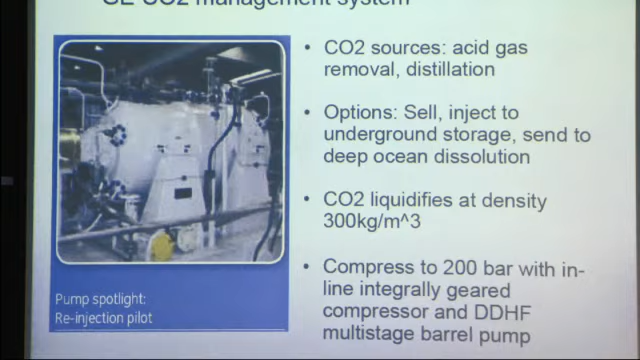 GE CO2 management system
• CO2 sources: acid gas
removal, distillation
• Options: Sell, inject to
underground storage, send to
deep ocean dissolution
• CO2 liquidifies at density
300kg/m^3
• Compress to 200 bar with in-
line integrally geared
compressor and DDHF
multistage barrel pump
Pump spotlight:
Re-injection pilot